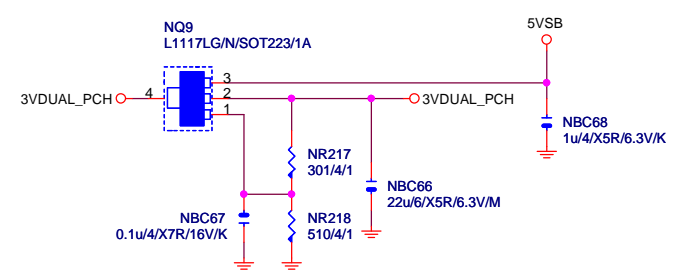 5VSB
NQ9
L1117LG/N/SOT223/1A
3
3VDUAL_PCH
4
2
3VDUAL_PCH
1
NBC68
1u/4/X5R/6.3V/K
NR217
301/4/1
NBC66
22u/6/X5R/6.3V/M
NBC67
0.1u/4/X7R/16V/K
NR218
510/4/1